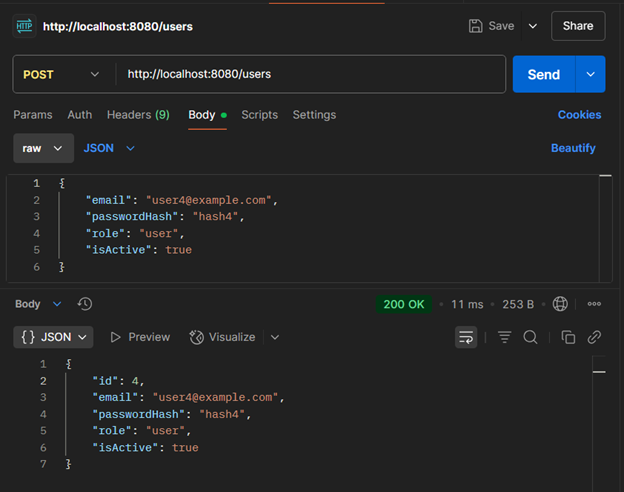 HTTP http://localhost:8080/users Save Share
POST http://localhost:8080/users Send
Params Auth Headers (9) Body Scripts Settings Cookies
raw JSON Beautify
1 {
2 "email": "user4@example.com",
3 "passwordHash": "hash4",
4 "role": "user",
5 "isActive": true
6 }
Body 200 OK • 11 ms • 253 B
{} JSON Preview Visualize
1 {
2 "id": 4,
3 "email": "user4@example.com",
4 "passwordHash": "hash4",
5 "role": "user",
6 "isActive": true
7 }